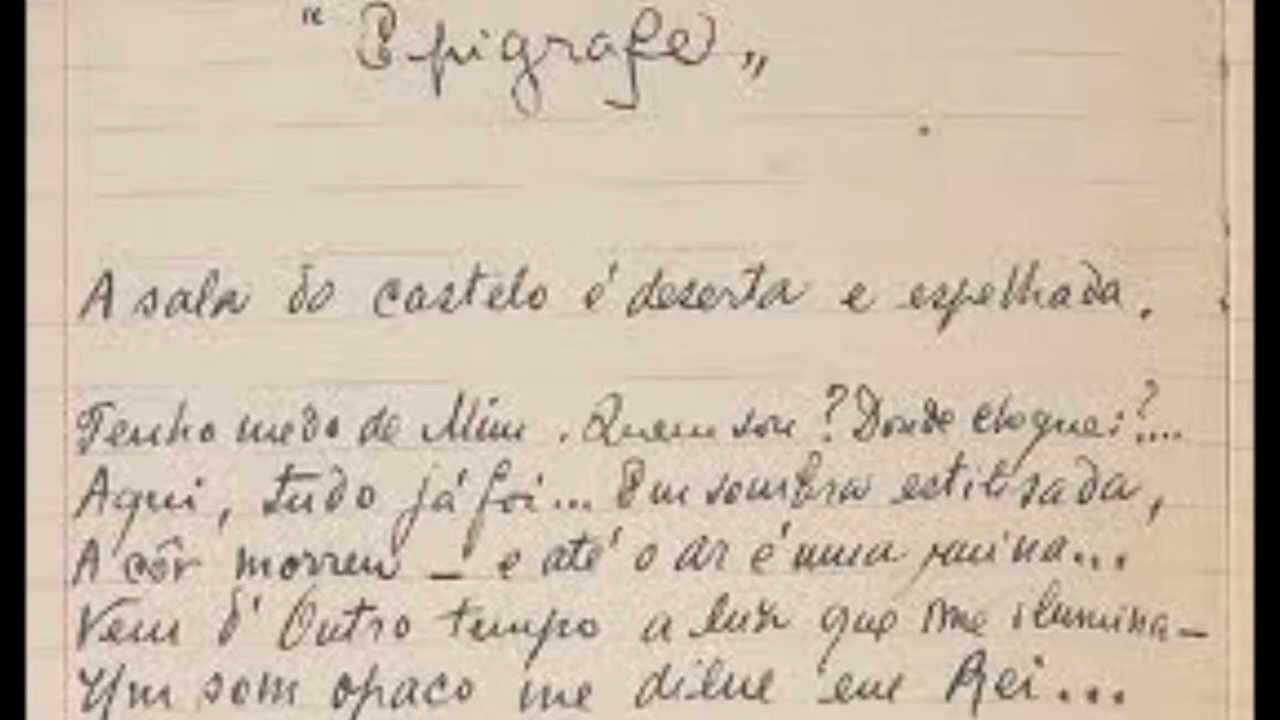 "Epigrafe"
A sala do castelo é deserta e espelhada.
Tenho medo de Mim. Quem sou? Donde cheguei?...
Aqui, tudo já foi... Em sombra estilisada,
A côr morreu — e até o ar é uma ruina...
Vem d'Outro tempo a luz que me ilumina —
Um som opaco me dilue em Rei...